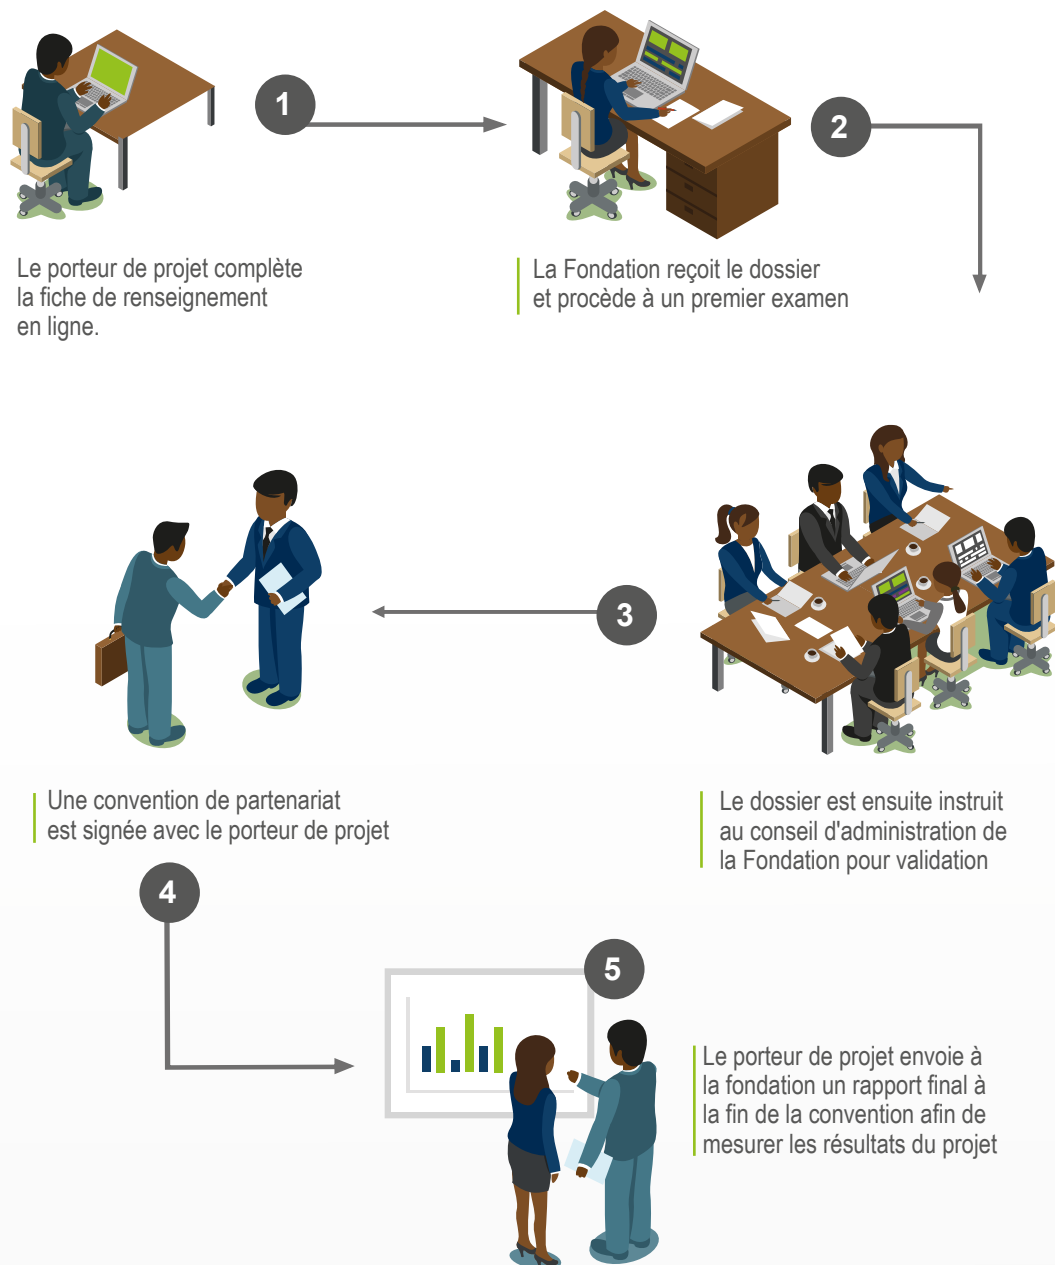 1
Le porteur de projet complète
la fiche de renseignement
en ligne.
2
La Fondation reçoit le dossier
et procède à un premier examen
3
Le dossier est ensuite instruit
au conseil d'administration de
la Fondation pour validation
4
Une convention de partenariat
est signée avec le porteur de projet
5
Le porteur de projet envoie à
la fondation un rapport final à
la fin de la convention afin de
mesurer les résultats du projet